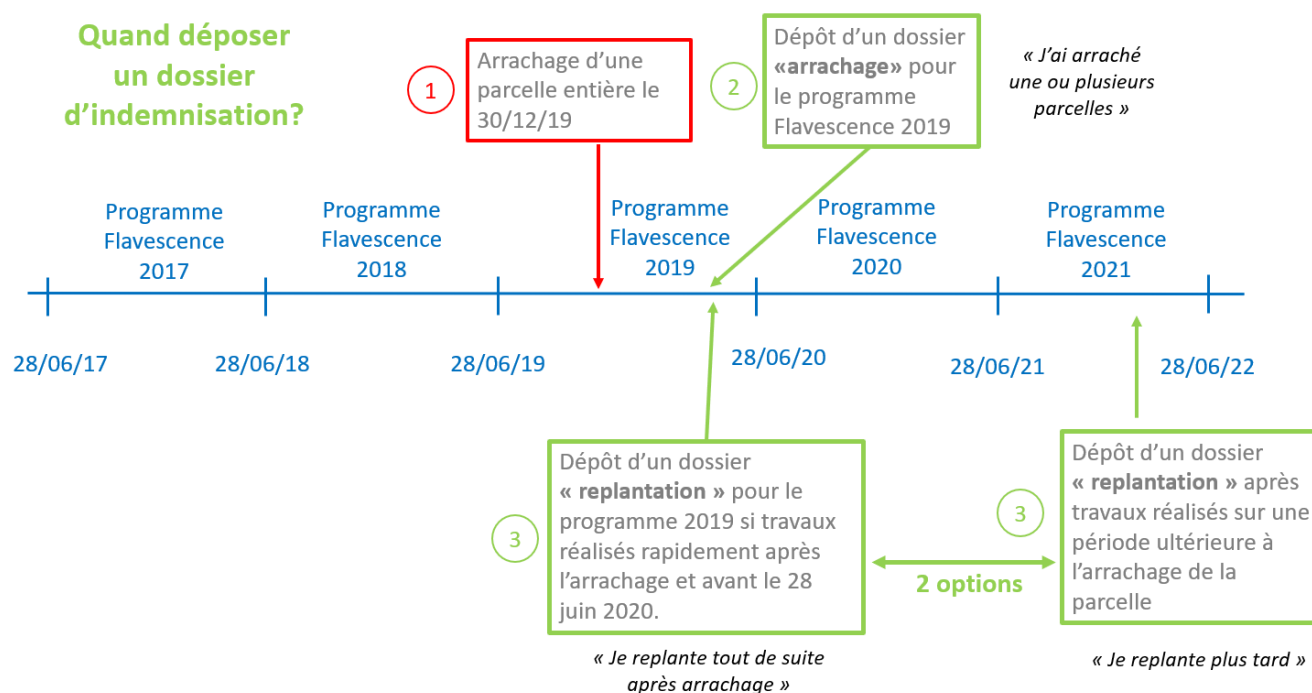 Quand déposer
un dossier
d'indemnisation?
1
Arrachage d'une
parcelle entière le
30/12/19
2
Dépôt d'un dossier
«arrachage» pour
le programme
Flavescence 2019
« J'ai arraché
une ou plusieurs
parcelles »
Programme
Flavescence
2017
Programme
Flavescence
2018
Programme
Flavescence
2019
Programme
Flavescence
2020
Programme
Flavescence
2021
28/06/17
28/06/18
28/06/19
28/06/20
28/06/21
28/06/22
3
Dépôt d'un dossier
« replantation » pour le
programme 2019 si travaux
réalisés rapidement après
l'arrachage et avant le 28
juin 2020.
« Je replante tout de suite
après arrachage »
2 options
3
Dépôt d'un dossier
« replantation » après
travaux réalisés sur une
période ultérieure à
l'arrachage de la
parcelle
« Je replante plus tard »